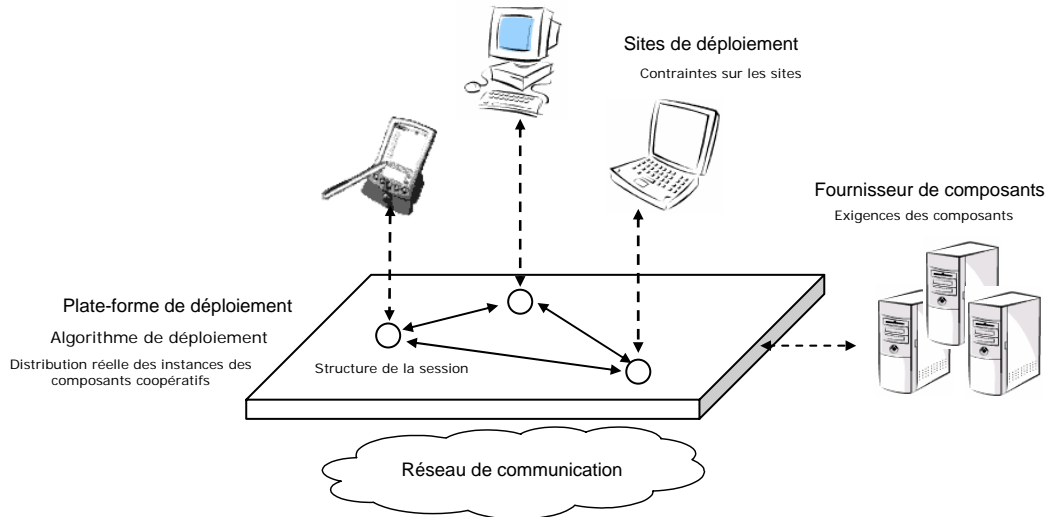 Sites de déploiement
Contraintes sur les sites
Fournisseur de composants
Exigences des composants
Plate-forme de déploiement
Algorithme de déploiement
Distribution réelle des instances des
composants coopératifs
Structure de la session
Réseau de communication